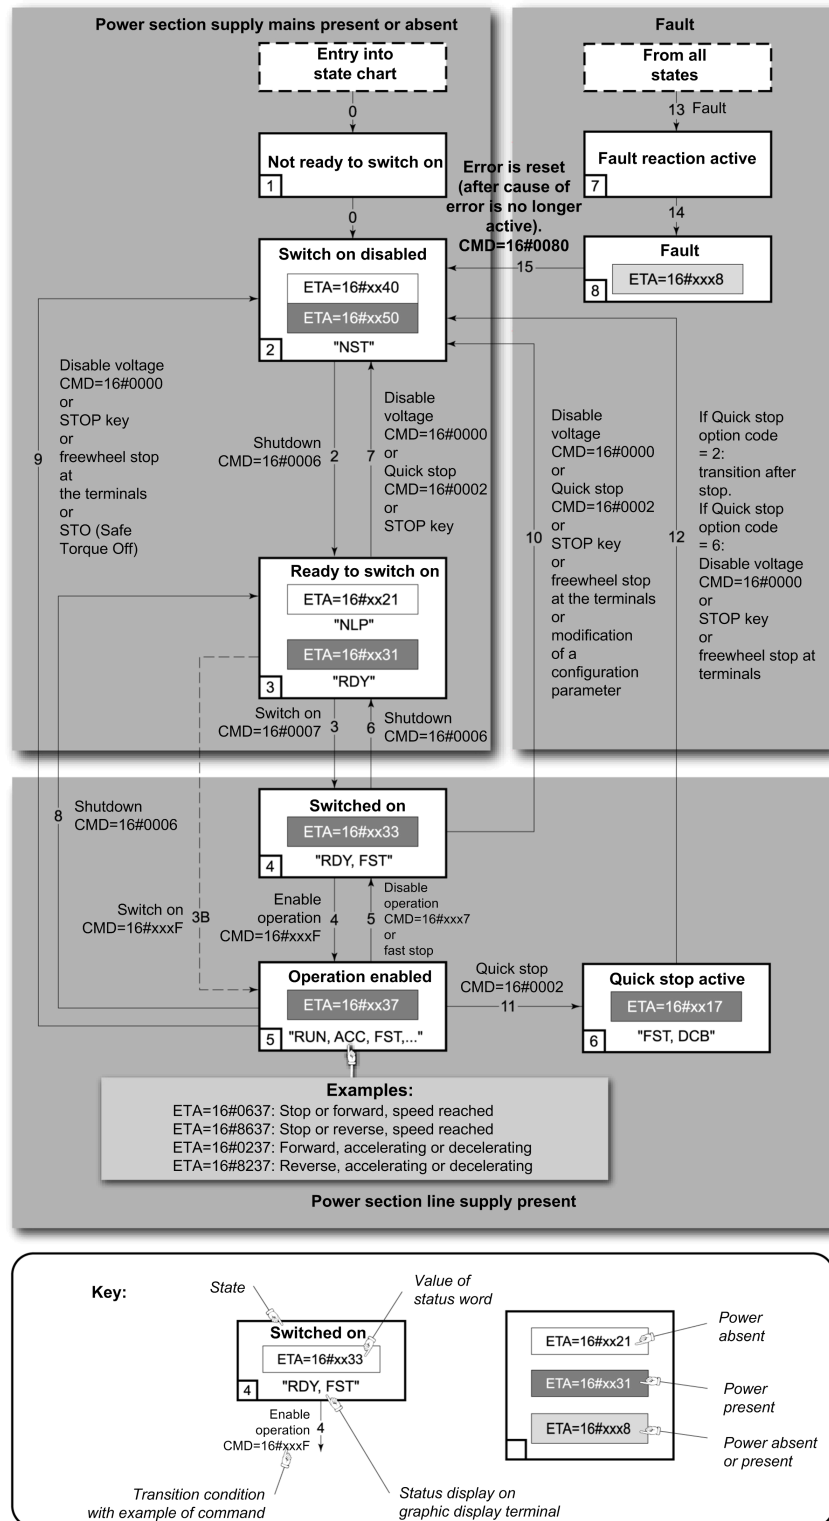 Power section supply mains present or absent
Entry into
state chart
0
Not ready to switch on
1
0
Switch on disabled
ETA=16#xx40
ETA=16#xx50
"NST"
2
Fault
From all
states
13 Fault
Fault reaction active
7
14
Fault
ETA=16#xxx8
8
Error is reset
(after cause of
error is no longer
active).
CMD=16#0080
15
9
Disable voltage
CMD=16#0000
or
STOP key
or
freewheel stop
at
the terminals
or
STO (Safe
Torque Off)
Shutdown
CMD=16#0006
2
7
Disable
voltage
CMD=16#0000
or
Quick stop
CMD=16#0002
or
STOP key
10
Disable
voltage
CMD=16#0000
or
Quick stop
CMD=16#0002
or
STOP key
or
freewheel stop
at the terminals
or
modification
of a
configuration
parameter
12
If Quick stop
option code
= 2:
transition after
stop.
If Quick stop
option code
= 6:
Disable voltage
CMD=16#0000
or
STOP key
or
freewheel stop at
terminals
Ready to switch on
ETA=16#xx21
"NLP"
ETA=16#xx31
"RDY"
3
Switch on
CMD=16#0007
3
6
Shutdown
CMD=16#0006
8
Shutdown
CMD=16#0006
Switched on
ETA=16#xx33
"RDY, FST"
4
Switch on
CMD=16#xxxF
3B
Enable
operation
CMD=16#xxxF
4
5
Disable
operation
CMD=16#xxx7
or
fast stop
Operation enabled
ETA=16#xx37
"RUN, ACC, FST,..."
5
Quick stop
CMD=16#0002
11
Quick stop active
ETA=16#xx17
"FST, DCB"
6
Examples:
ETA=16#0637: Stop or forward, speed reached
ETA=16#8637: Stop or reverse, speed reached
ETA=16#0237: Forward, accelerating or decelerating
ETA=16#8237: Reverse, accelerating or decelerating
Power section line supply present
Key:
State
Value of
status word
Switched on
ETA=16#xx33
"RDY, FST"
4
Enable
operation
CMD=16#xxxF
4
Transition condition
with example of command
Status display on
graphic display terminal
ETA=16#xx21
Power
absent
ETA=16#xx31
Power
present
ETA=16#xxx8
Power absent
or present